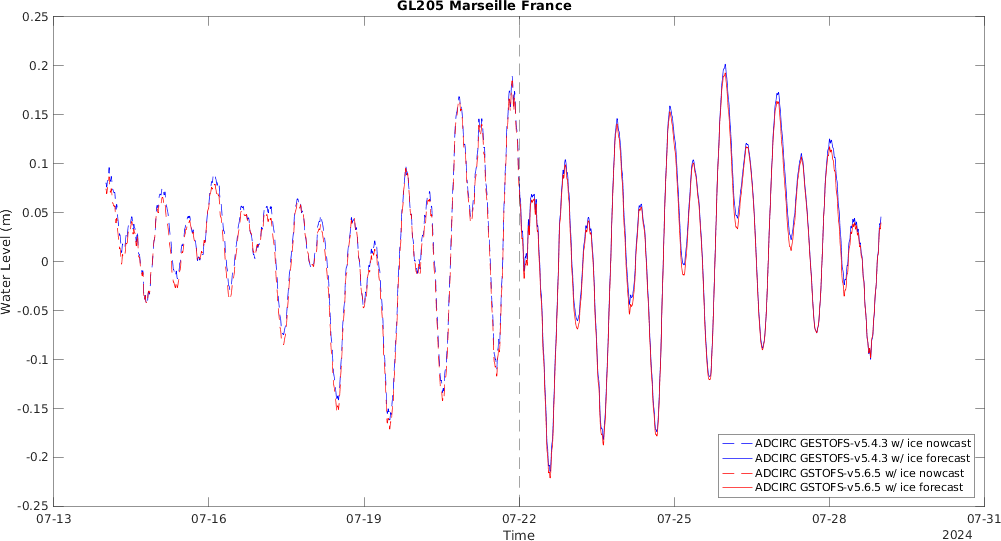 GL205 Marseille France
0.25
0.2
0.15
0.1
0.05
0
-0.05
-0.1
-0.15
-0.2
-0.25
Water Level (m)
ADCIRC GESTOFS-v5.4.3 w/ ice nowcast
ADCIRC GESTOFS-v5.4.3 w/ ice forecast
ADCIRC GSTOFS-v5.6.5 w/ ice nowcast
ADCIRC GSTOFS-v5.6.5 w/ ice forecast
07-13 07-16 07-19 07-22 07-25 07-28 07-31
Time
2024